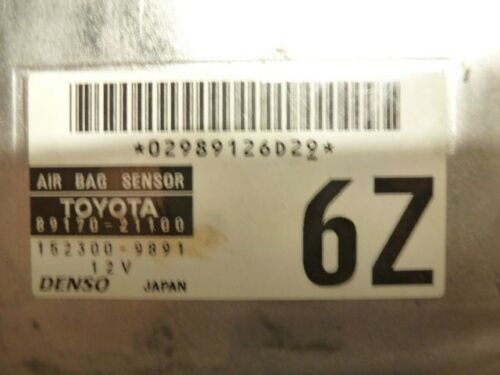 *02989126D29*
AIR BAG SENSOR
TOYOTA
89170-21100
152300-9891
12V
DENSO JAPAN
6Z